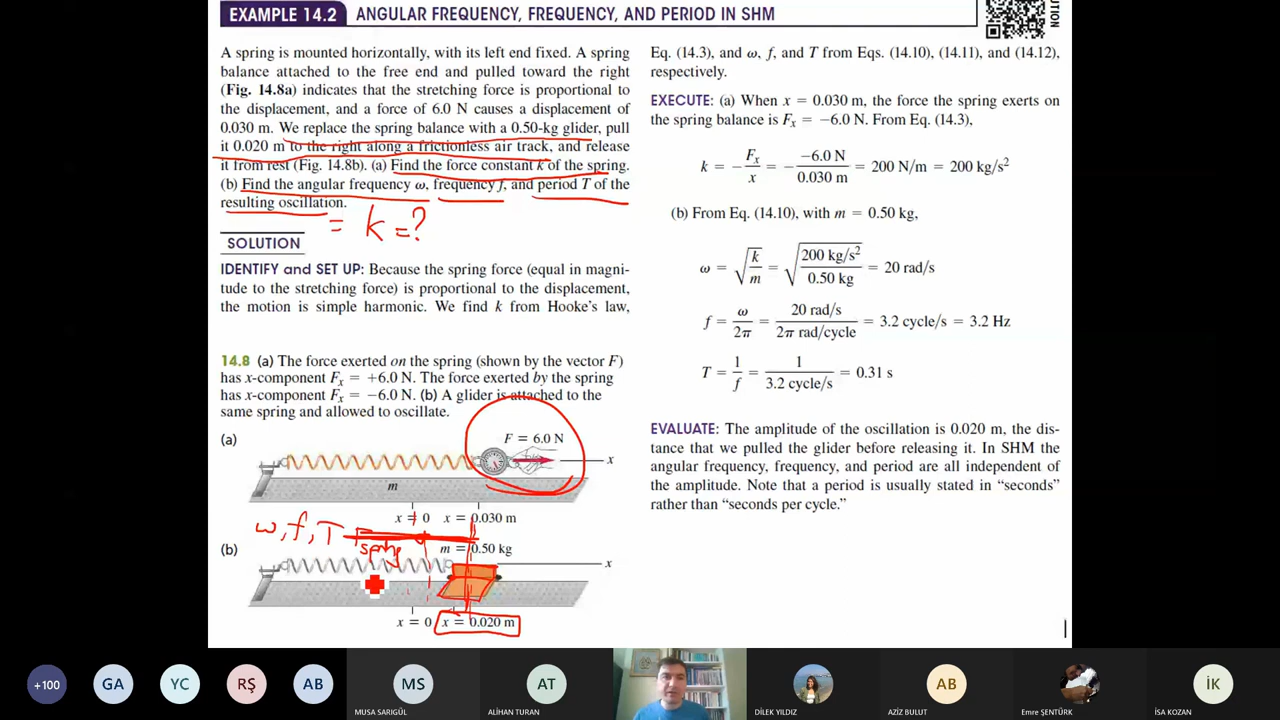 EXAMPLE 14.2 ANGULAR FREQUENCY, FREQUENCY, AND PERIOD IN SHM
A spring is mounted horizontally, with its left end fixed. A spring
balance attached to the free end and pulled toward the right
(Fig. 14.8a) indicates that the stretching force is proportional to
the displacement, and a force of 6.0 N causes a displacement of
0.030 m. We replace the spring balance with a 0.50-kg glider, pull
it 0.020 m to the right along a frictionless air track, and release
it from rest (Fig. 14.8b). (a) Find the force constant k of the spring.
(b) Find the angular frequency ω, frequency f, and period T of the
resulting oscillation.
= k = ?
SOLUTION
IDENTIFY and SET UP: Because the spring force (equal in magni-
tude to the stretching force) is proportional to the displacement,
the motion is simple harmonic. We find k from Hooke's law,
14.8 (a) The force exerted on the spring (shown by the vector F)
has x-component Fx = +6.0 N. The force exerted by the spring
has x-component Fx = −6.0 N. (b) A glider is attached to the
same spring and allowed to oscillate.
(a)
F = 6.0 N
x
m
x = 0 x = 0.030 m
ω, f, T
spring
(b)
m = 0.50 kg
x
x = 0 x = 0.020 m
Eq. (14.3), and ω, f, and T from Eqs. (14.10), (14.11), and (14.12),
respectively.
EXECUTE: (a) When x = 0.030 m, the force the spring exerts on
the spring balance is Fx = −6.0 N. From Eq. (14.3),
k = − Fx/x = − −6.0 N/0.030 m = 200 N/m = 200 kg/s²
(b) From Eq. (14.10), with m = 0.50 kg,
ω = √(k/m) = √(200 kg/s²/0.50 kg) = 20 rad/s
f = ω/2π = 20 rad/s/2π rad/cycle = 3.2 cycle/s = 3.2 Hz
T = 1/f = 1/3.2 cycle/s = 0.31 s
EVALUATE: The amplitude of the oscillation is 0.020 m, the dis-
tance that we pulled the glider before releasing it. In SHM the
angular frequency, frequency, and period are all independent of
the amplitude. Note that a period is usually stated in “seconds”
rather than “seconds per cycle.”
+100 GA YC RŞ AB MS AT AB İK
MUSA SARIGÜL ALİHAN TURAN DİLEK YILDIZ AZİZ BULUT Emre ŞENTÜRK İSA KOZAN